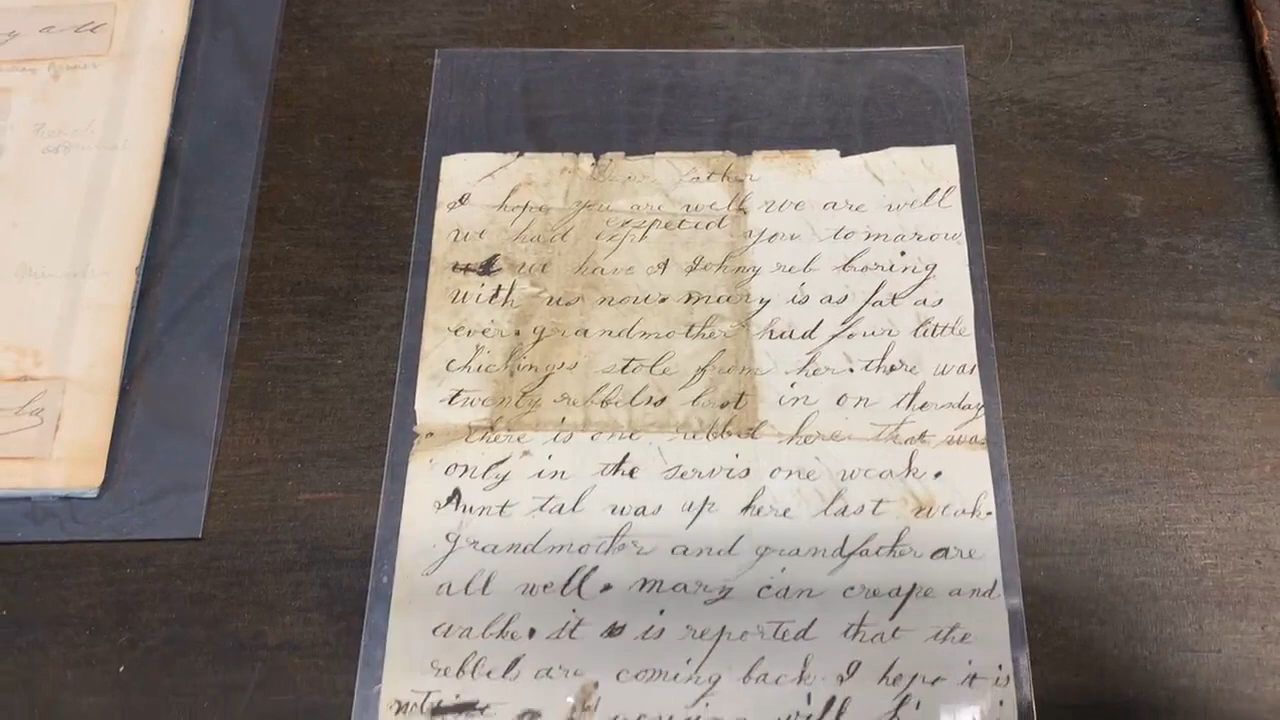 Dear father
I hope you are well, we are well
we had expeted you tomarow
we have A Johny reb boring
with us now. mary is as fat as
ever. grandmother had four little
chickings stole from her. there was
twenty rebbels in on thersday
there is one rebbel here that was
only in the servis one weak.
Aunt tal was up here last weak.
grandmother and grandfather are
all well. mary can creape and
walke. it is reported that the
rebbels are coming back. I hope it is
not
will